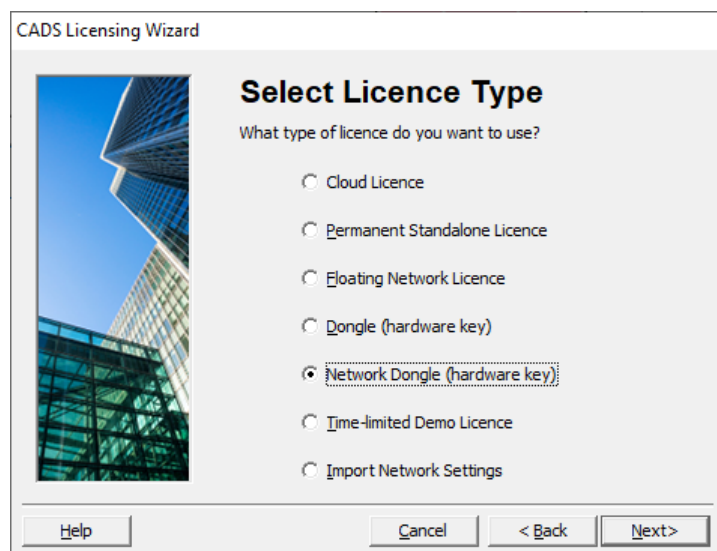 CADS Licensing Wizard
Select Licence Type
What type of licence do you want to use?
Cloud Licence
Permanent Standalone Licence
Floating Network Licence
Dongle (hardware key)
Network Dongle (hardware key)
Time-limited Demo Licence
Import Network Settings
Help
Cancel
< Back
Next>